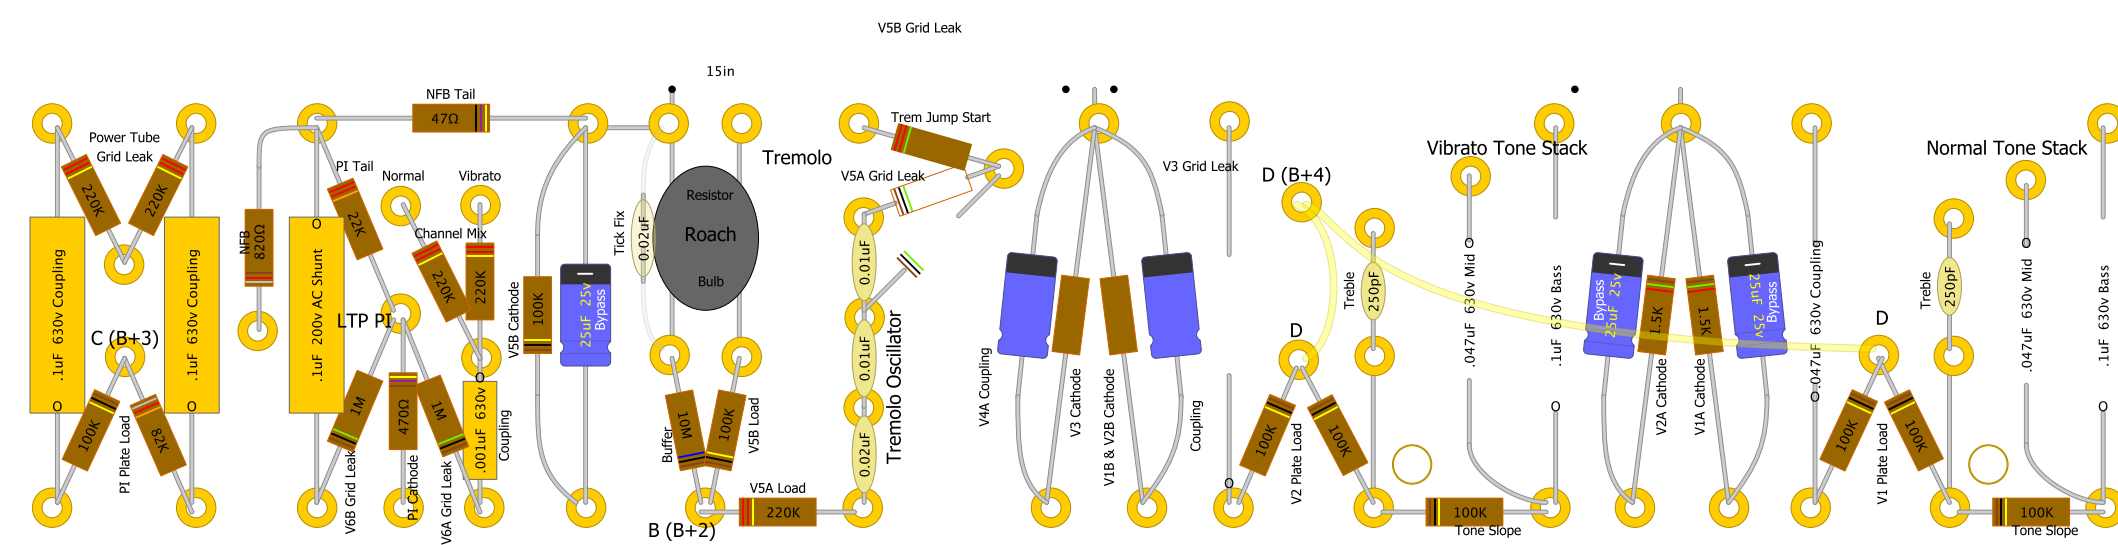 V5B Grid Leak
15in
NFB Tail
47Ω
Power Tube
Grid Leak
220K
220K
.1uF 630v Coupling
.1uF 630v Coupling
C (B+3)
100K
82K
PI Plate Load
NFB
820Ω
.1uF 200v AC Shunt
PI Tail
22K
Normal
Vibrato
Channel Mix
220K
220K
LTP PI
1M
470Ω
1M
V6B Grid Leak
PI Cathode
V6A Grid Leak
.001uF 630v
Coupling
V5B Cathode
100K
25uF 25v
Bypass
Tick Fix
0.02uF
Resistor
Roach
Bulb
Buffer
10M
100K
V5B Load
B (B+2)
V5A Load
220K
Tremolo
Trem Jump Start
V5A Grid Leak
0.01uF
0.01uF
0.02uF
Tremolo Oscillator
V4A Coupling
V3 Cathode
V1B & V2B Cathode
Coupling
V3 Grid Leak
D (B+4)
D
100K
100K
V2 Plate Load
Treble
250pF
Vibrato Tone Stack
.047uF 630v Mid
.1uF 630v Bass
100K
Tone Slope
Bypass
25uF 25v
1.5K
1.5K
25uF 25v
Bypass
V2A Cathode
V1A Cathode
.047uF 630v Coupling
D
100K
100K
V1 Plate Load
Normal Tone Stack
Treble
250pF
.047uF 630v Mid
.1uF 630v Bass
100K
Tone Slope